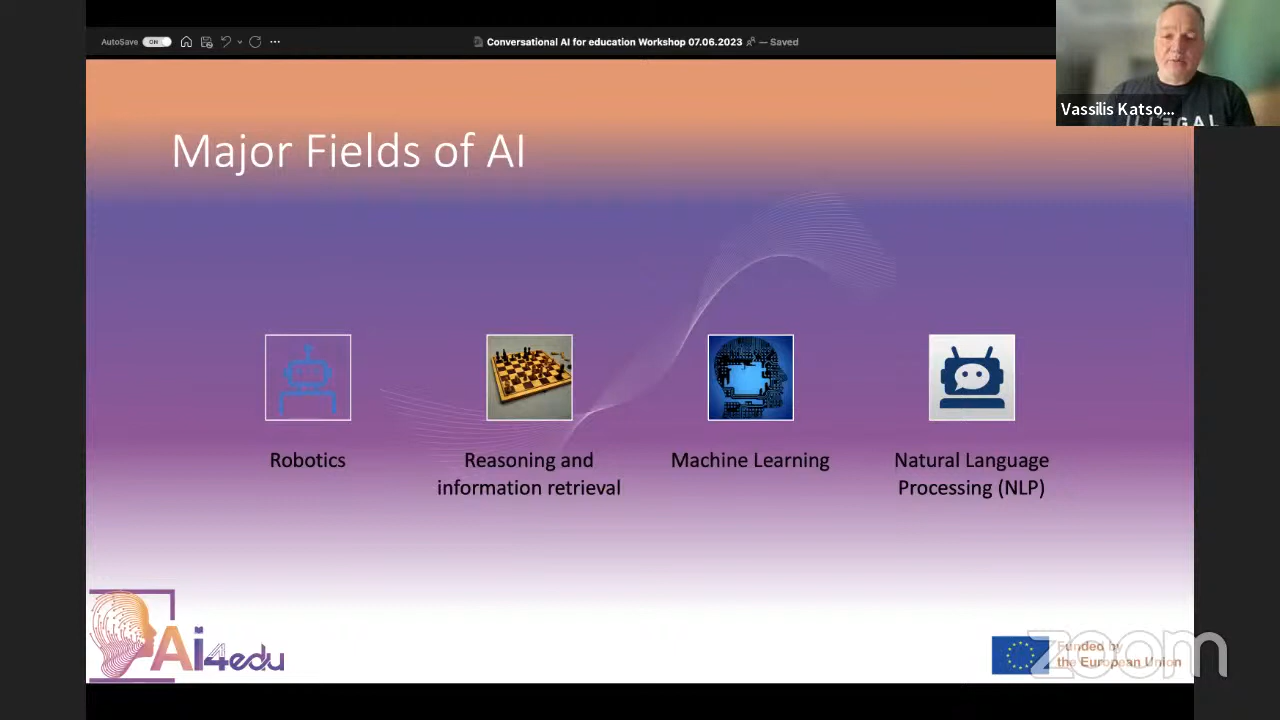 AutoSave ON
Conversational AI for education Workshop 07.06.2023 — Saved
Vassilis Katso...
Major Fields of AI
Robotics
Reasoning and
information retrieval
Machine Learning
Natural Language
Processing (NLP)
Ai4edu
Funded by
the European Union
zoom